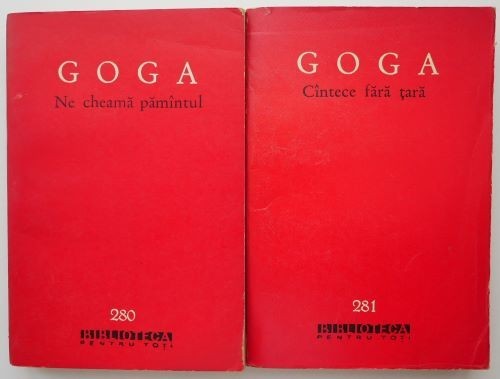 GOGA
Ne cheamă pămîntul
280
BIBLIOTECA
PENTRU TOȚI
GOGA
Cîntece fără țară
281
BIBLIOTECA
PENTRU TOȚI